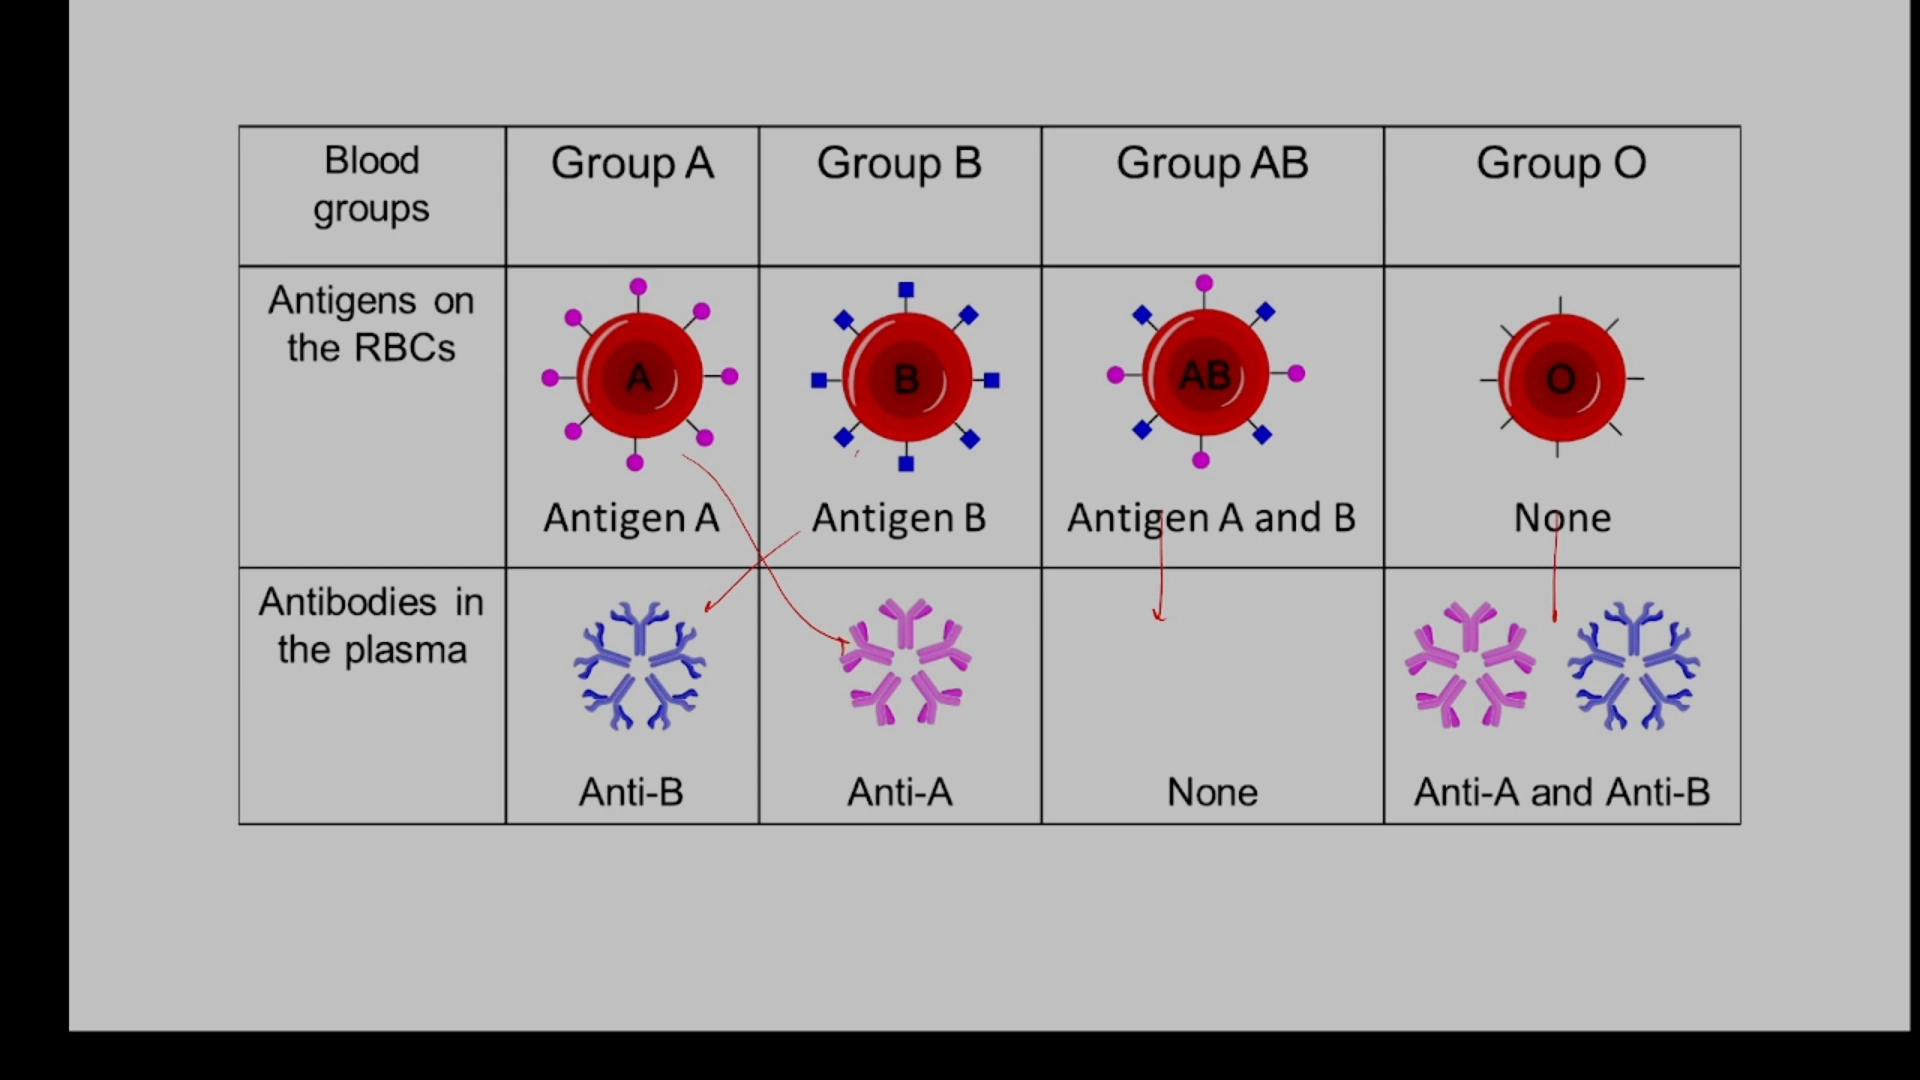 Blood
groups
Group A
Group B
Group AB
Group O
Antigens on
the RBCs
A
B
AB
O
Antigen A
Antigen B
Antigen A and B
None
Antibodies in
the plasma
Anti-B
Anti-A
None
Anti-A and Anti-B